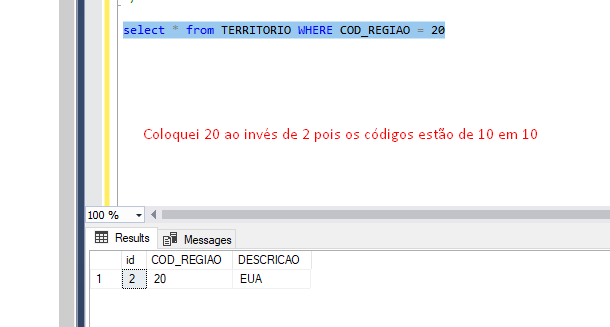 select * from TERRITORIO WHERE COD_REGIAO = 20
Coloquei 20 ao invés de 2 pois os códigos estão de 10 em 10
100 %
Results Messages
id COD_REGIAO DESCRICAO
1 2 20 EUA